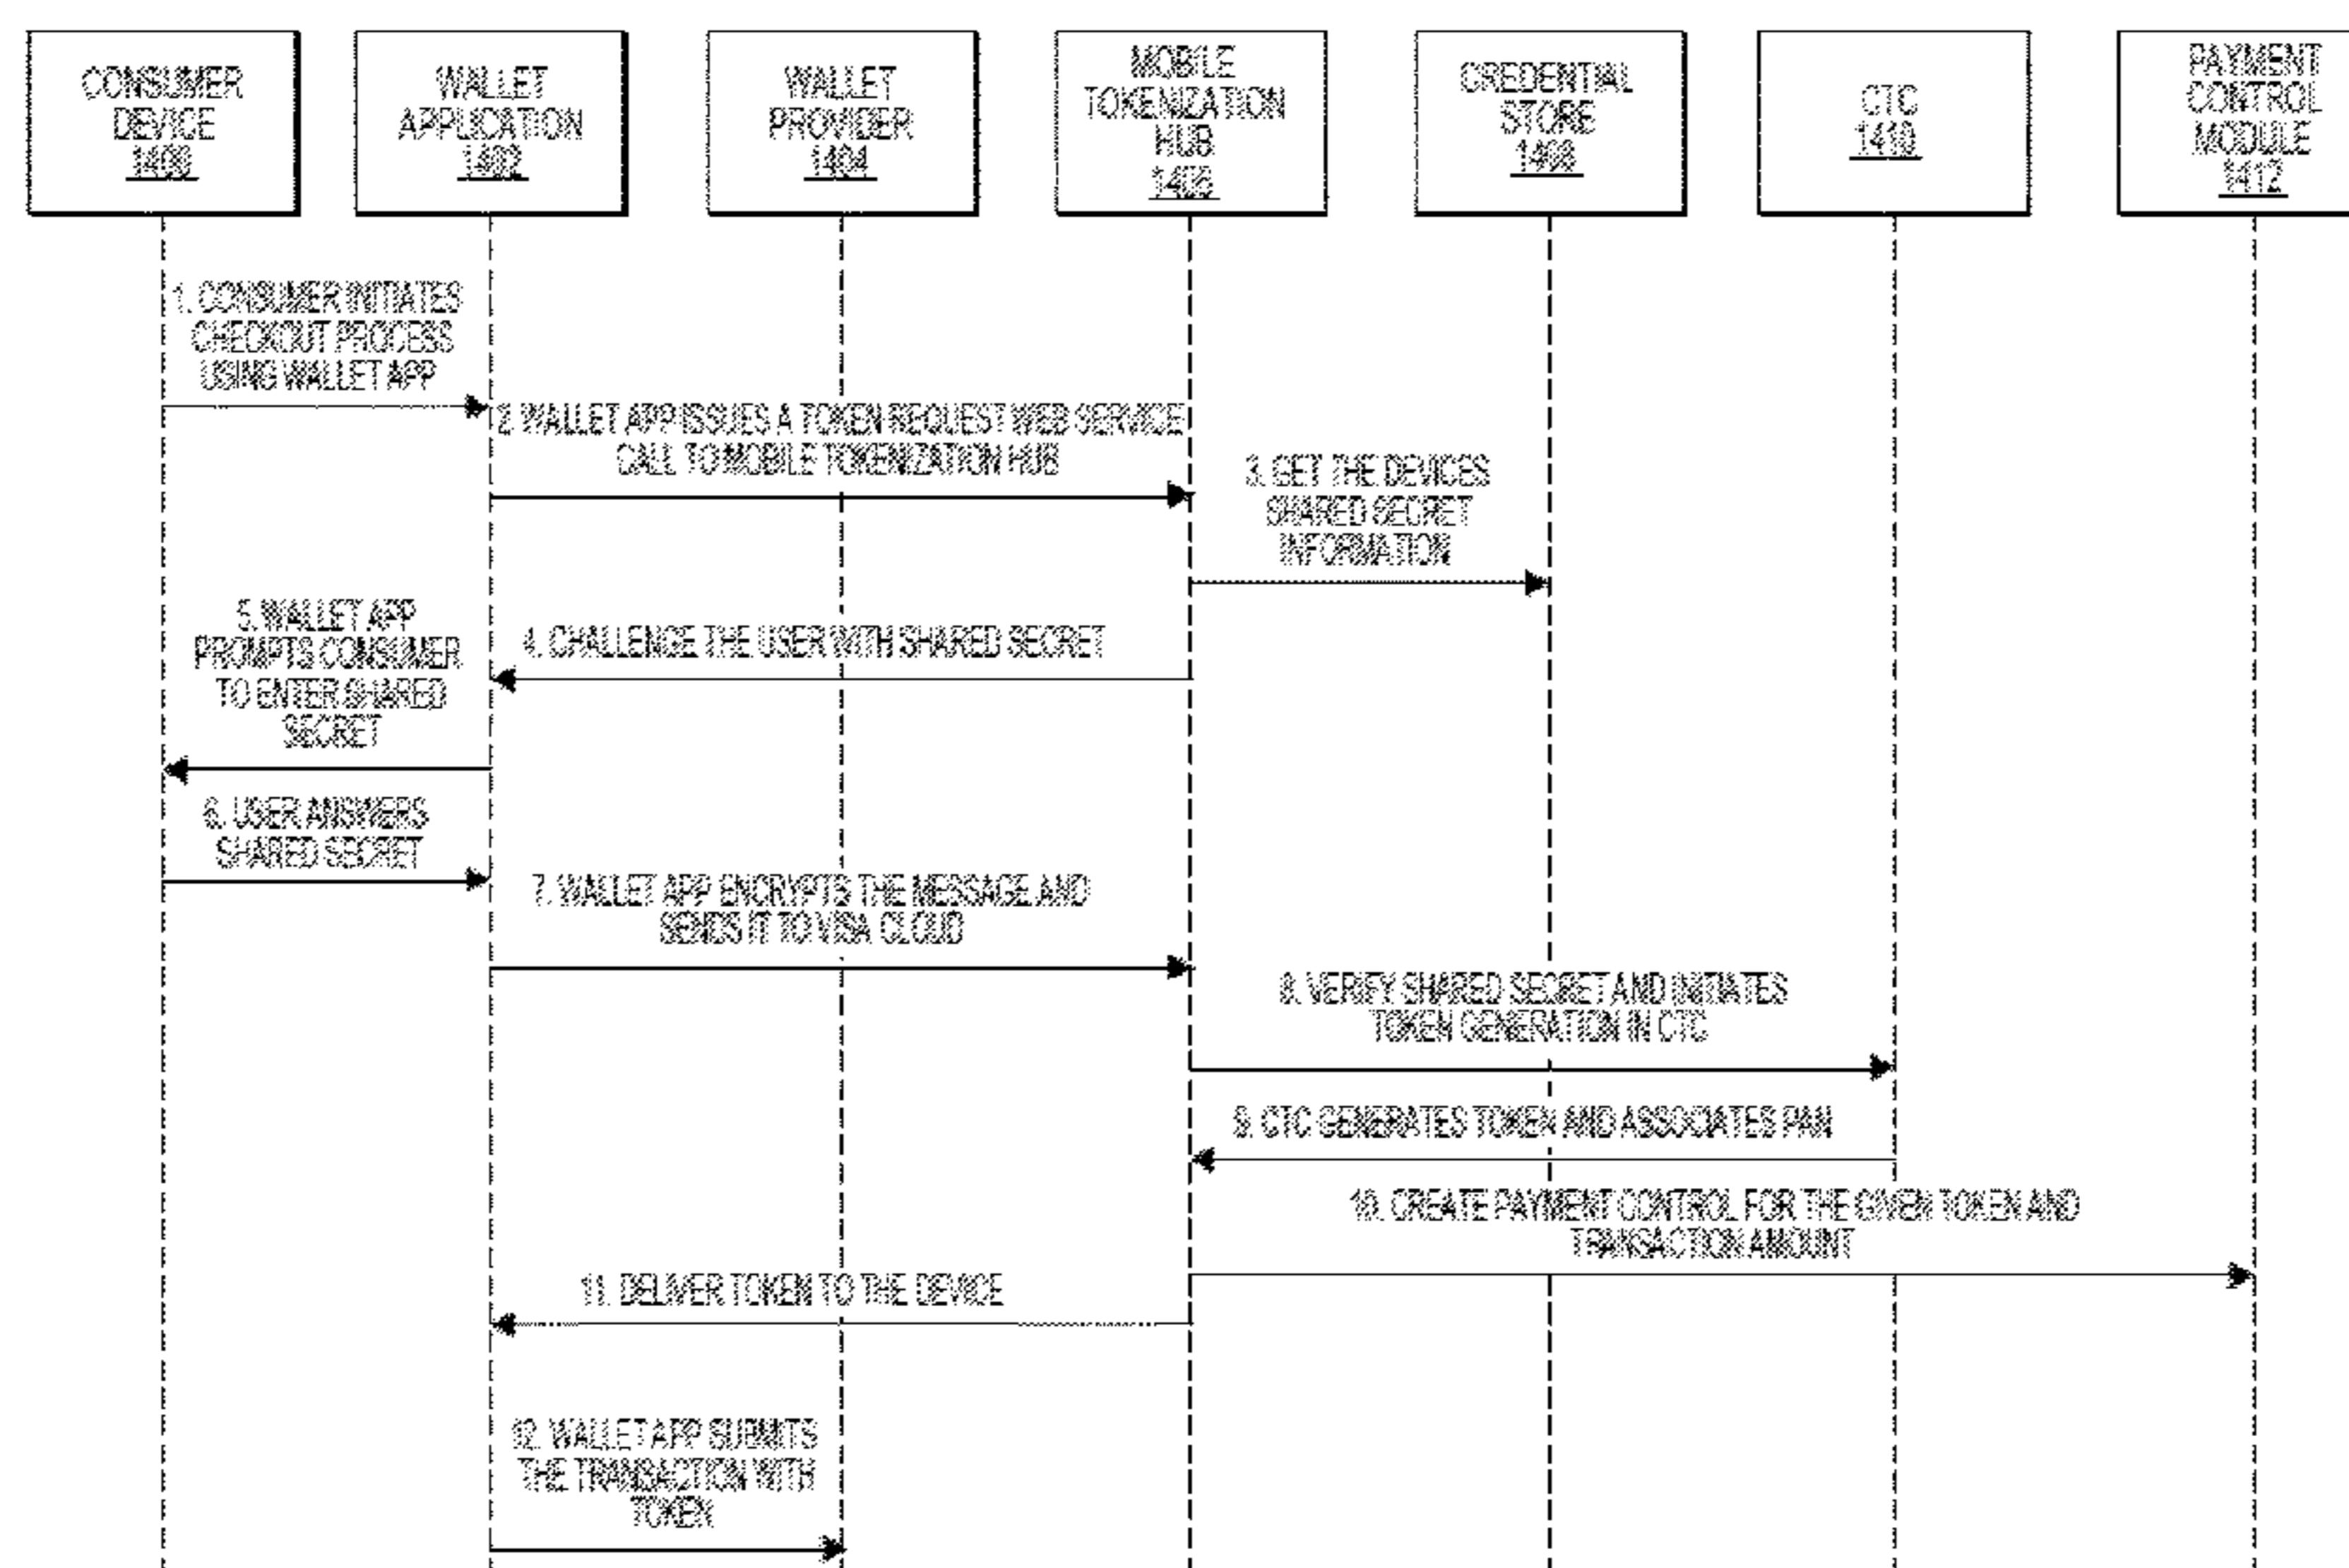 CONSUMER
DEVICE
1400
WALLET
APPLICATION
1402
WALLET
PROVIDER
1404
MOBILE
TOKENIZATION
HUB
1406
CREDENTIAL
STORE
1408
CTC
1410
PAYMENT
CONTROL
MODULE
1412
1. CONSUMER INITIATES
CHECKOUT PROCESS
USING WALLET APP
2. WALLET APP ISSUES A TOKEN REQUEST WEB SERVICE
CALL TO MOBILE TOKENIZATION HUB
3. GET THE DEVICES
SHARED SECRET
INFORMATION
4. CHALLENGE THE USER WITH SHARED SECRET
5. WALLET APP
PROMPTS CONSUMER
TO ENTER SHARED
SECRET
6. USER ANSWERS
SHARED SECRET
7. WALLET APP ENCRYPTS THE MESSAGE AND
SENDS IT TO VISA CLOUD
8. VERIFY SHARED SECRET AND INITIATES
TOKEN GENERATION IN CTC
9. CTC GENERATES TOKEN AND ASSOCIATES PAN
10. CREATE PAYMENT CONTROL FOR THE GIVEN TOKEN AND
TRANSACTION AMOUNT
11. DELIVER TOKEN TO THE DEVICE
12. WALLET APP SUBMITS
THE TRANSACTION WITH
TOKEN